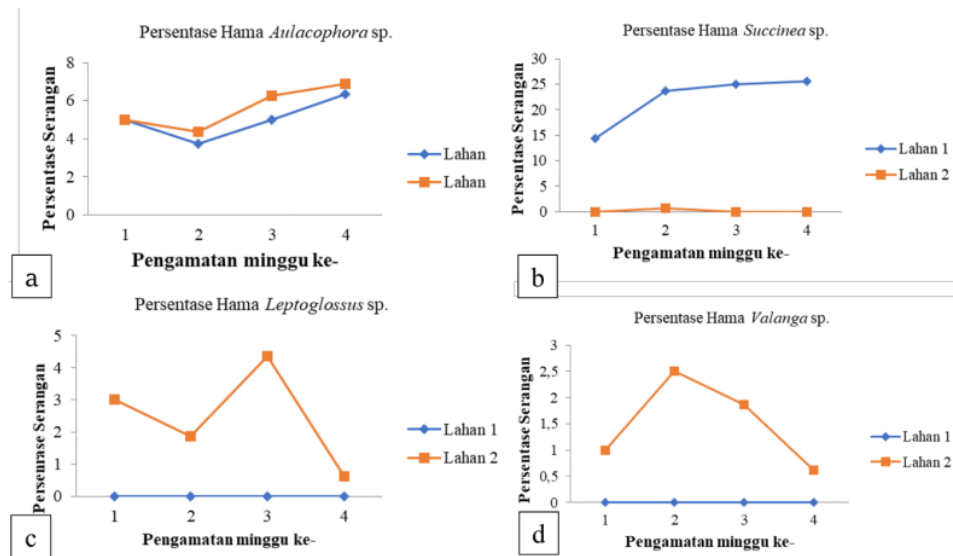 Persentase Hama Aulacophora sp.
8
6
4
2
0
Persentase Serangan
1 2 3 4
Pengamatan minggu ke-
Lahan
Lahan
a
Persentase Hama Succinea sp.
30
25
20
15
10
5
0
Persentase Serangan
1 2 3 4
Pengamatan minggu ke-
Lahan 1
Lahan 2
b
Persentase Hama Leptoglossus sp.
5
4
3
2
1
0
Persenrase Serangan
1 2 3 4
Pengamatan minggu ke-
Lahan 1
Lahan 2
c
Persentase Hama Valanga sp.
3
2,5
2
1,5
1
0,5
0
Persentase Serangan
1 2 3 4
Pengamatan minggu ke-
Lahan 1
Lahan 2
d